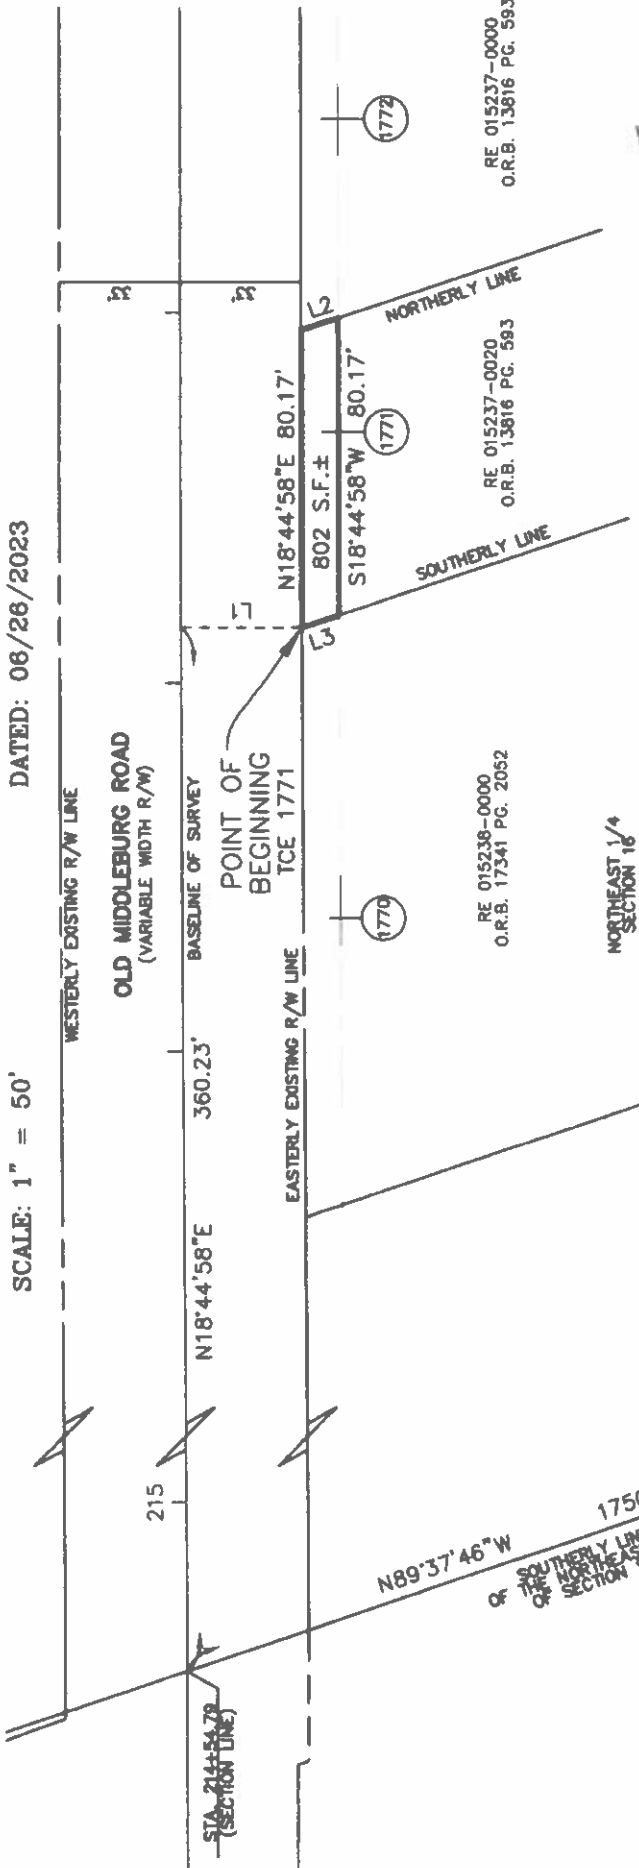 SCALE: 1" = 50'
DATED: 06/26/2023
WESTERLY EXISTING R/W LINE
OLD MIDDLEBURG ROAD
(VARIABLE WIDTH R/W)
33'
33'
215
N18°44'58"E
360.23'
BASELINE OF SURVEY
L1
STA. 214+54.79
(SECTION LINE)
POINT OF
BEGINNING
TCE 1771
EASTERLY EXISTING R/W LINE
N18°44'58"E 80.17'
802 S.F.±
S18°44'58"W 80.17'
L2
L3
NORTHERLY LINE
SOUTHERLY LINE
1770
1771
1772
RE 015238-0000
O.R.B. 17341 PG. 2052
RE 015237-0020
O.R.B. 13816 PG. 593
RE 015237-0000
O.R.B. 13816 PG. 593
NORTHEAST 1/4
SECTION 16
N89°37'46"W
SOUTHERLY LINE
OF THE NORTHEAS
OF SECTION